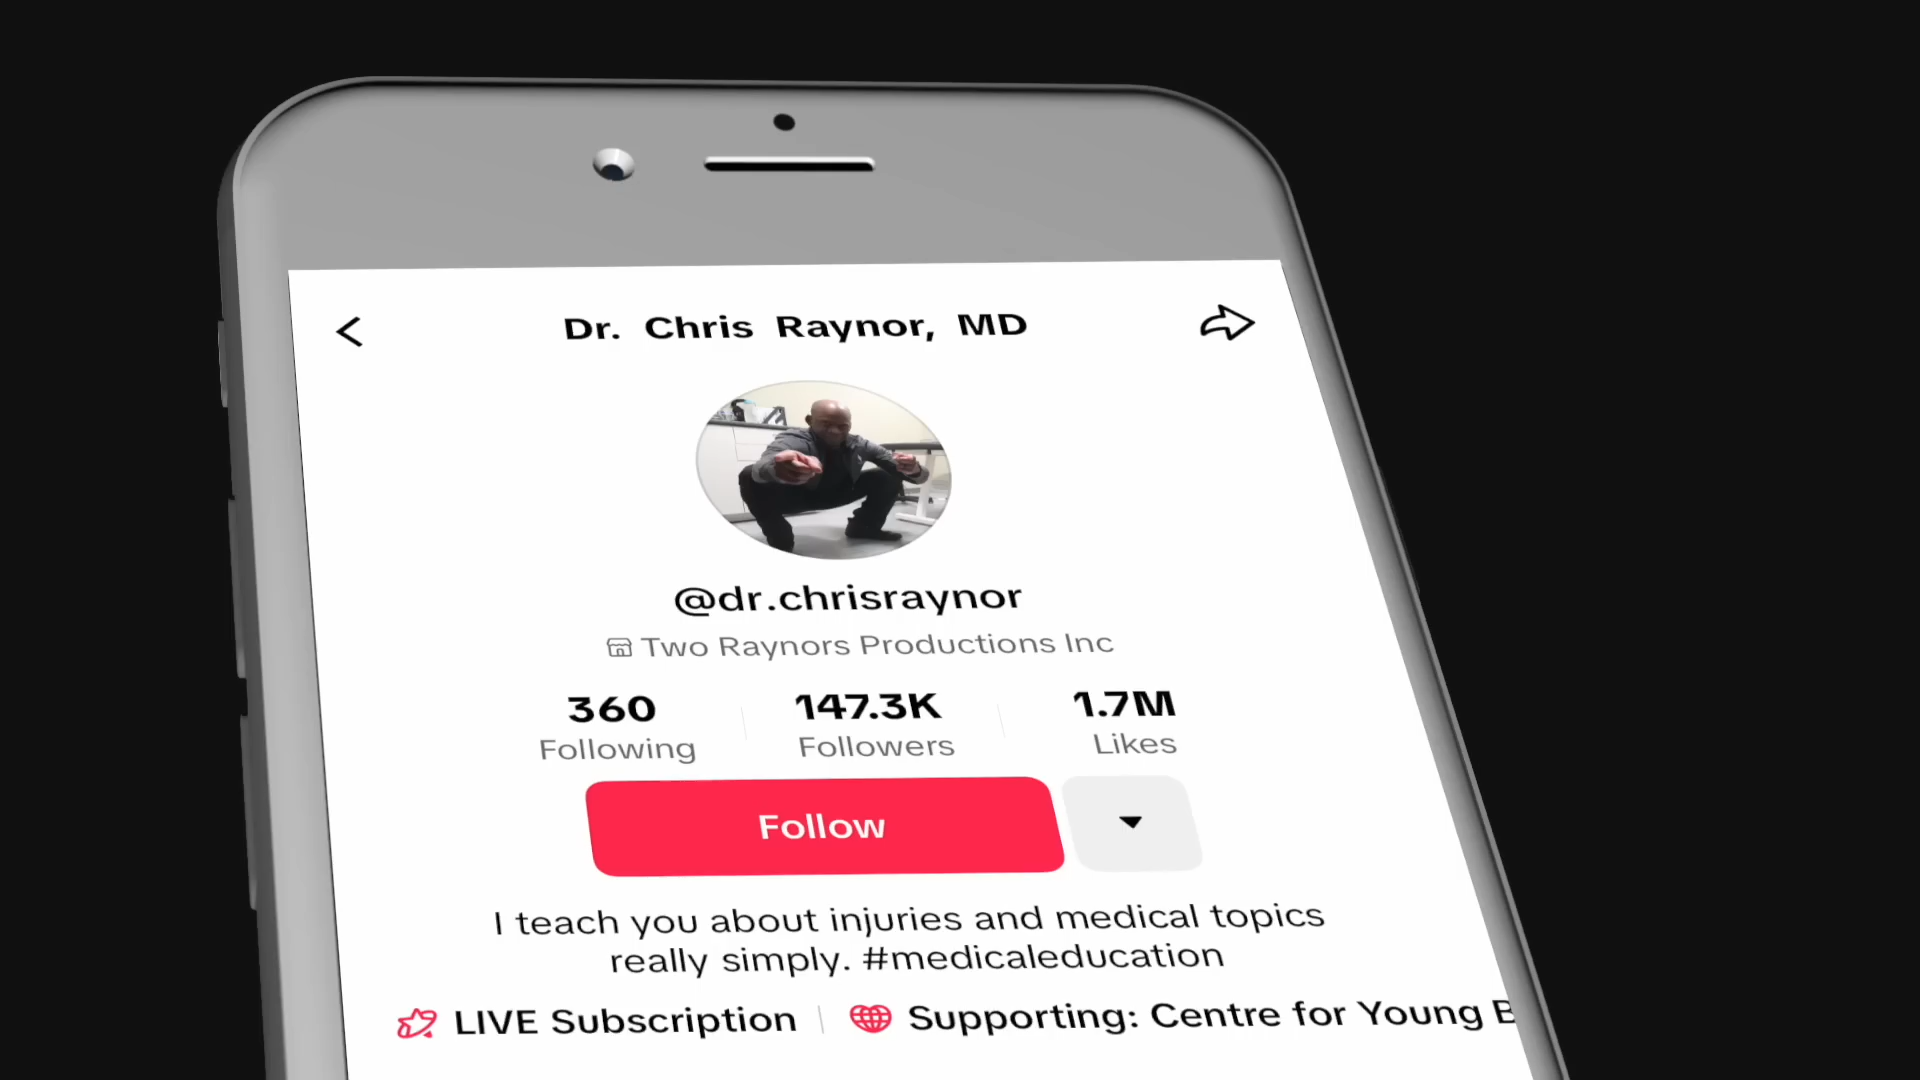 Dr. Chris Raynor, MD
@dr.chrisraynor
Two Raynors Productions Inc
360 147.3K 1.7M
Following Followers Likes
Follow
I teach you about injuries and medical topics
really simply. #medicaleducation
LIVE Subscription Supporting: Centre for Young